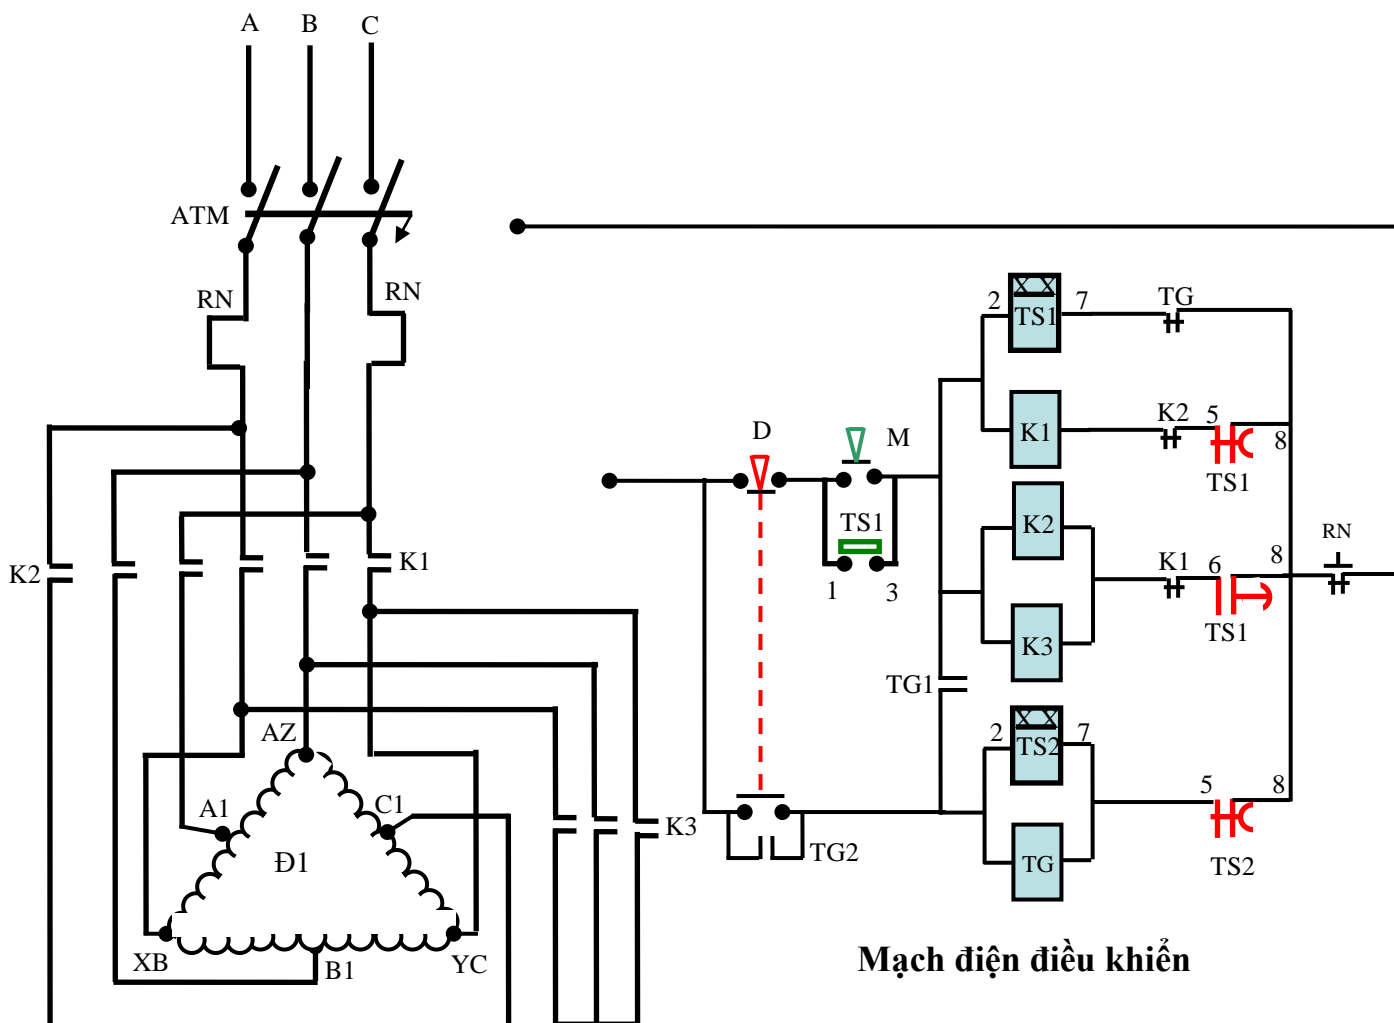 A B C
ATM
RN RN
K2 K1
K3
AZ
A1 C1
Đ1
XB B1 YC
2 XX 7 TG
TS1
K1 K2 5 8
TS1
D M
TS1
1 3
K2
K1 6 8 RN
TS1
K3
TG1
2 XX 7
TS2 5 8
TS2
TG2 TG
Mạch điện điều khiển